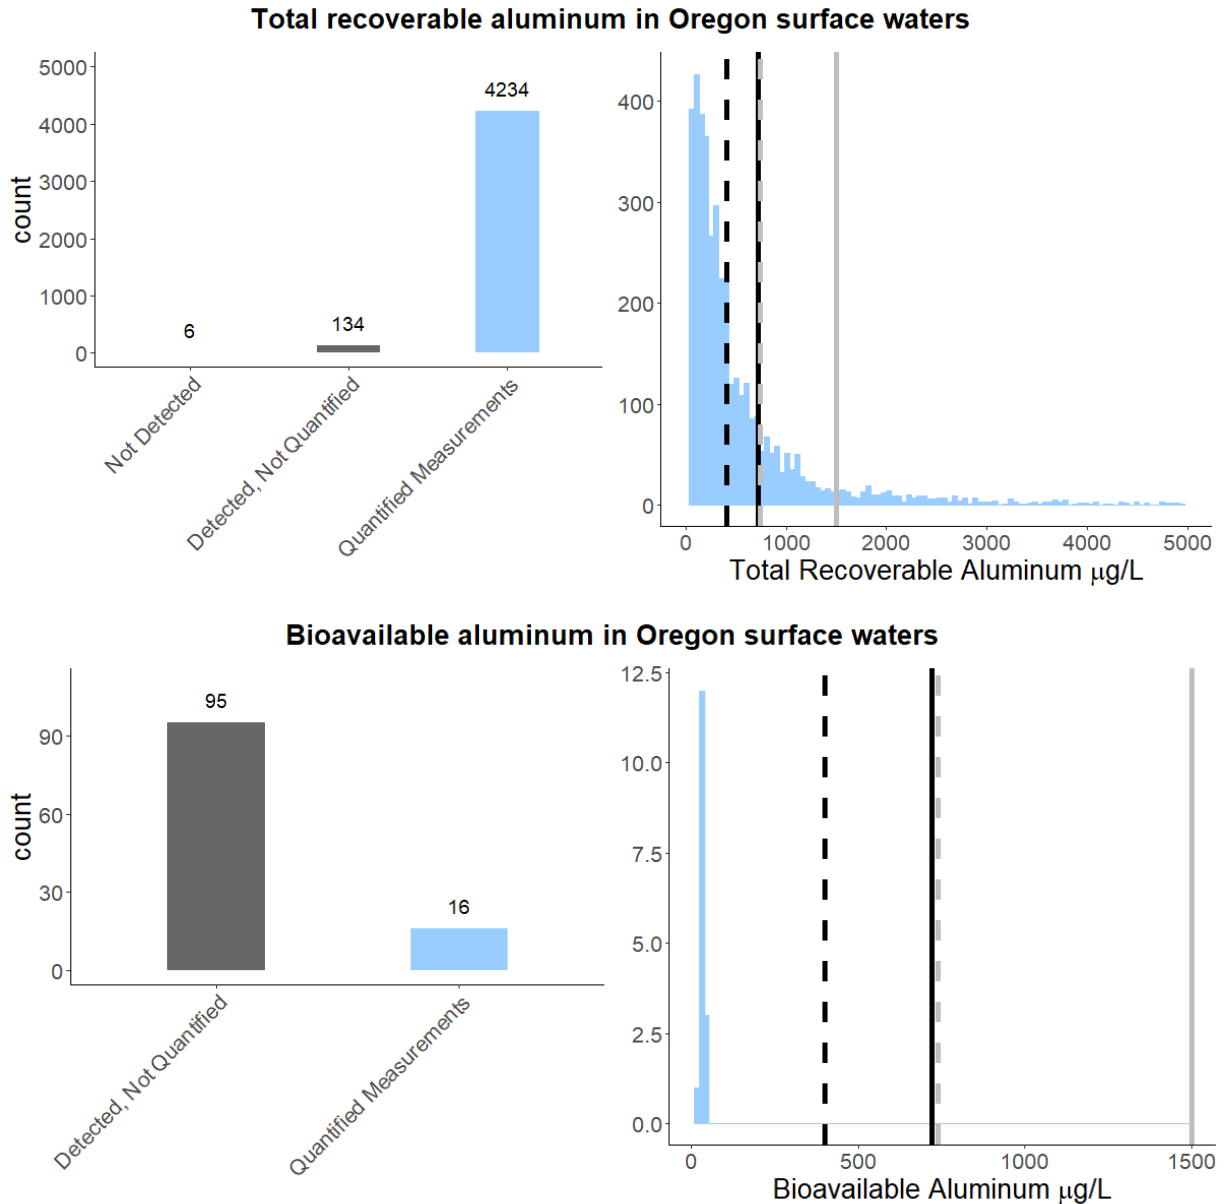 Total recoverable aluminum in Oregon surface waters
5000
4000
3000
2000
1000
0
count
6
134
4234
Not Detected
Detected, Not Quantified
Quantified Measurements
400
300
200
100
0
0 1000 2000 3000 4000 5000
Total Recoverable Aluminum μg/L
Bioavailable aluminum in Oregon surface waters
90
60
30
0
count
95
16
Detected, Not Quantified
Quantified Measurements
12.5
10.0
7.5
5.0
2.5
0.0
0 500 1000 1500
Bioavailable Aluminum μg/L